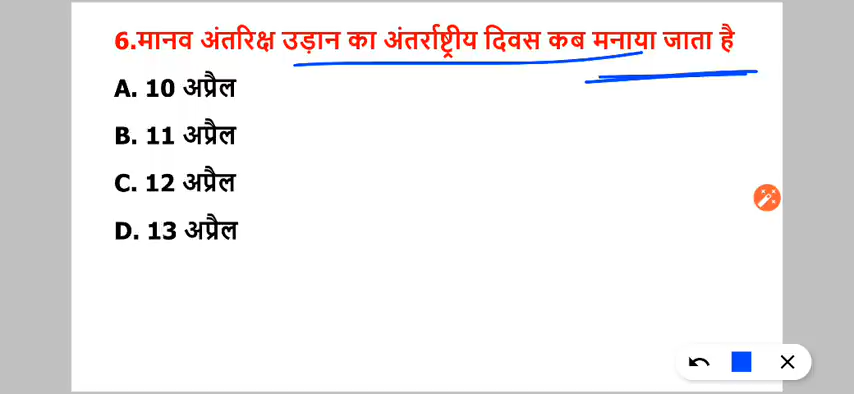 6.मानव अंतरिक्ष उड़ान का अंतर्राष्ट्रीय दिवस कब मनाया जाता है
A. 10 अप्रैल
B. 11 अप्रैल
C. 12 अप्रैल
D. 13 अप्रैल